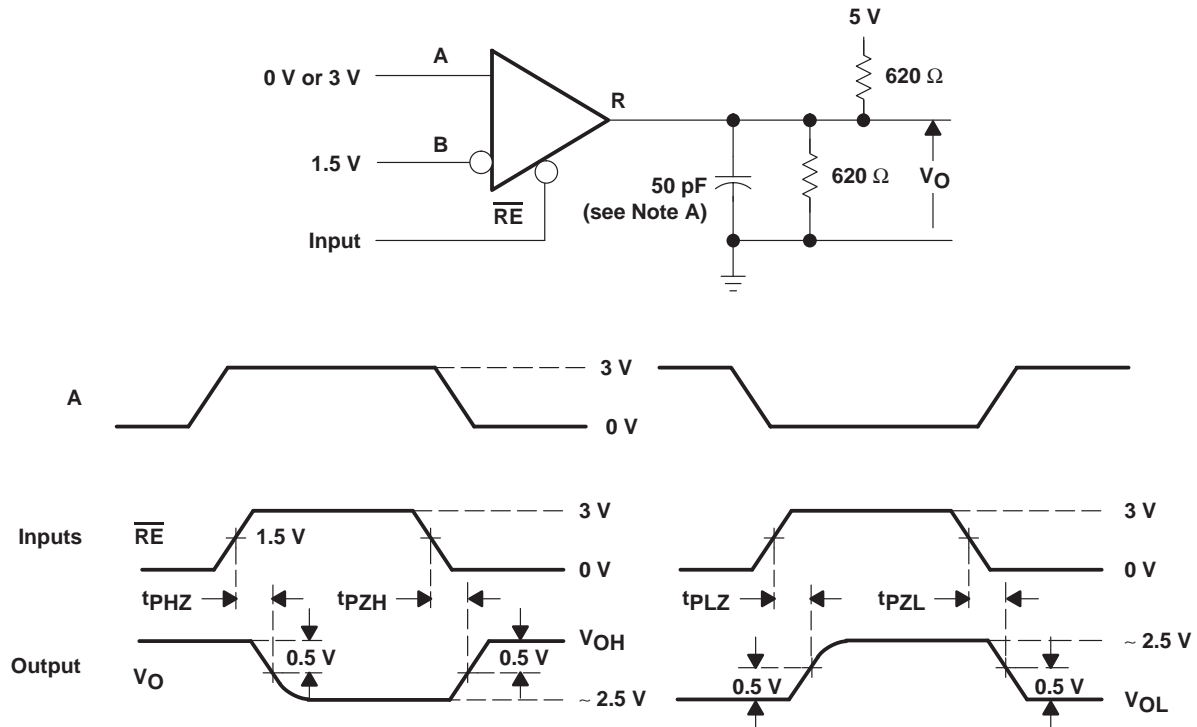 5 V
A
0 V or 3 V
620 Ω
R
B
1.5 V
50 pF
(see Note A)
620 Ω
VO
RE
Input
3 V
A
0 V
3 V
3 V
Inputs
RE
1.5 V
0 V
0 V
tPHZ
tPZH
tPLZ
tPZL
VOH
~ 2.5 V
Output
VO
0.5 V
0.5 V
0.5 V
0.5 V
~ 2.5 V
VOL